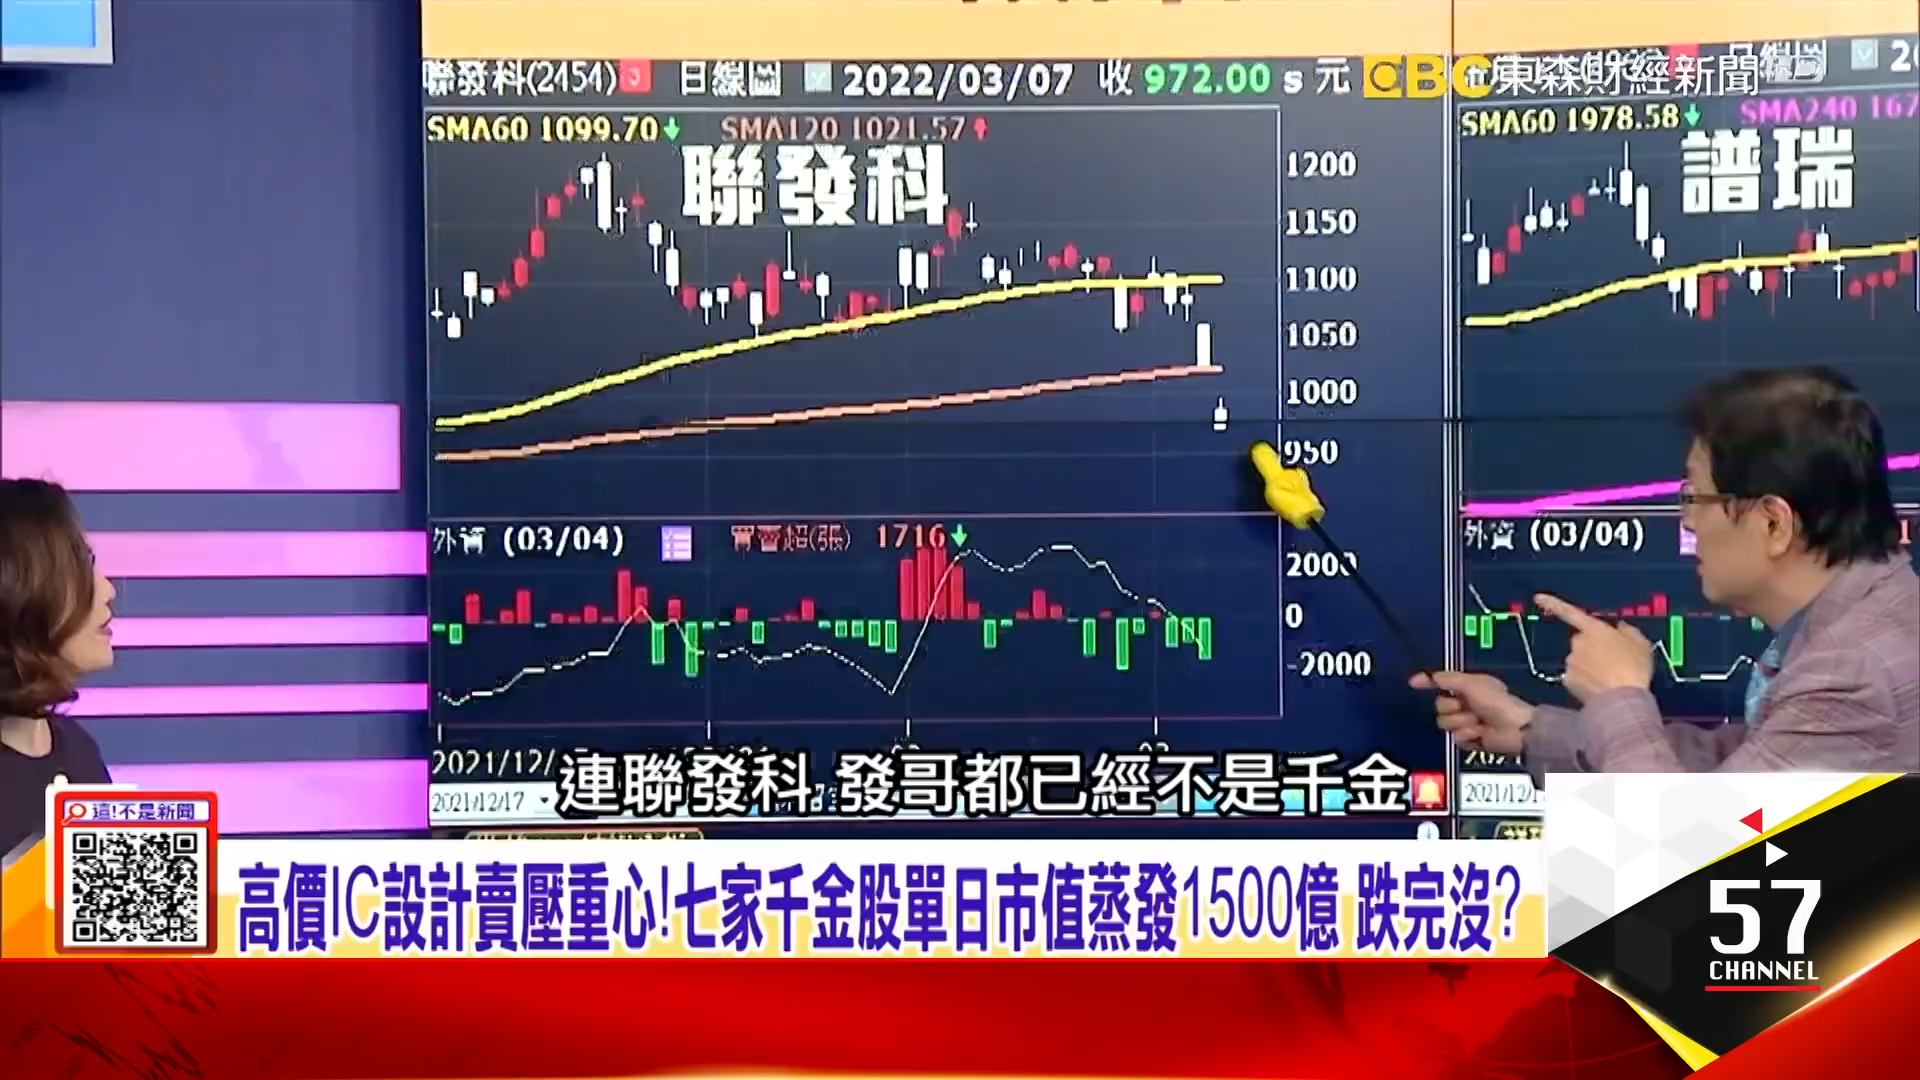 聯發科(2454) 日線圖 2022/03/07 收 972.00 s 元
東森財經新聞
SMA60 1099.70↓ SMA120 1021.57↑
聯發科
1200
1150
1100
1050
1000
950
SMA60 1978.58↓ SMA240 167
譜瑞
外資 (03/04) 買賣超(張) 1716↓
2000
0
-2000
外資 (03/04)
2021/12/
2021/12/17
連聯發科 發哥都已經不是千金
這!不是新聞
高價IC設計賣壓重心!七家千金股單日市值蒸發1500億 跌完沒?
57
CHANNEL